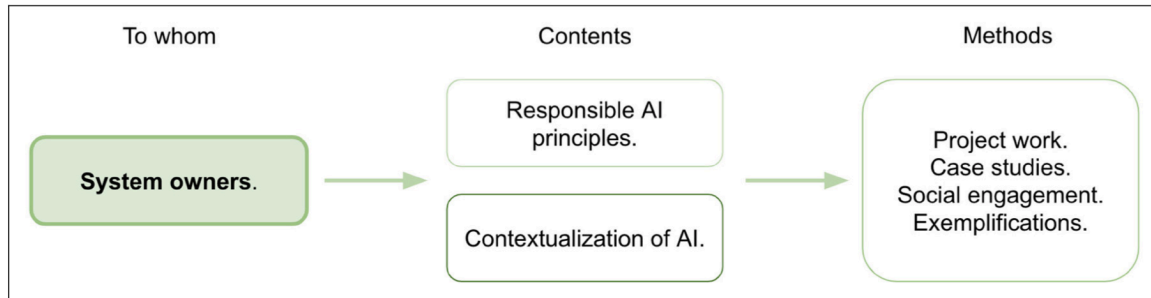 To whom
Contents
Methods
System owners.
Responsible AI
principles.
Contextualization of AI.
Project work.
Case studies.
Social engagement.
Exemplifications.